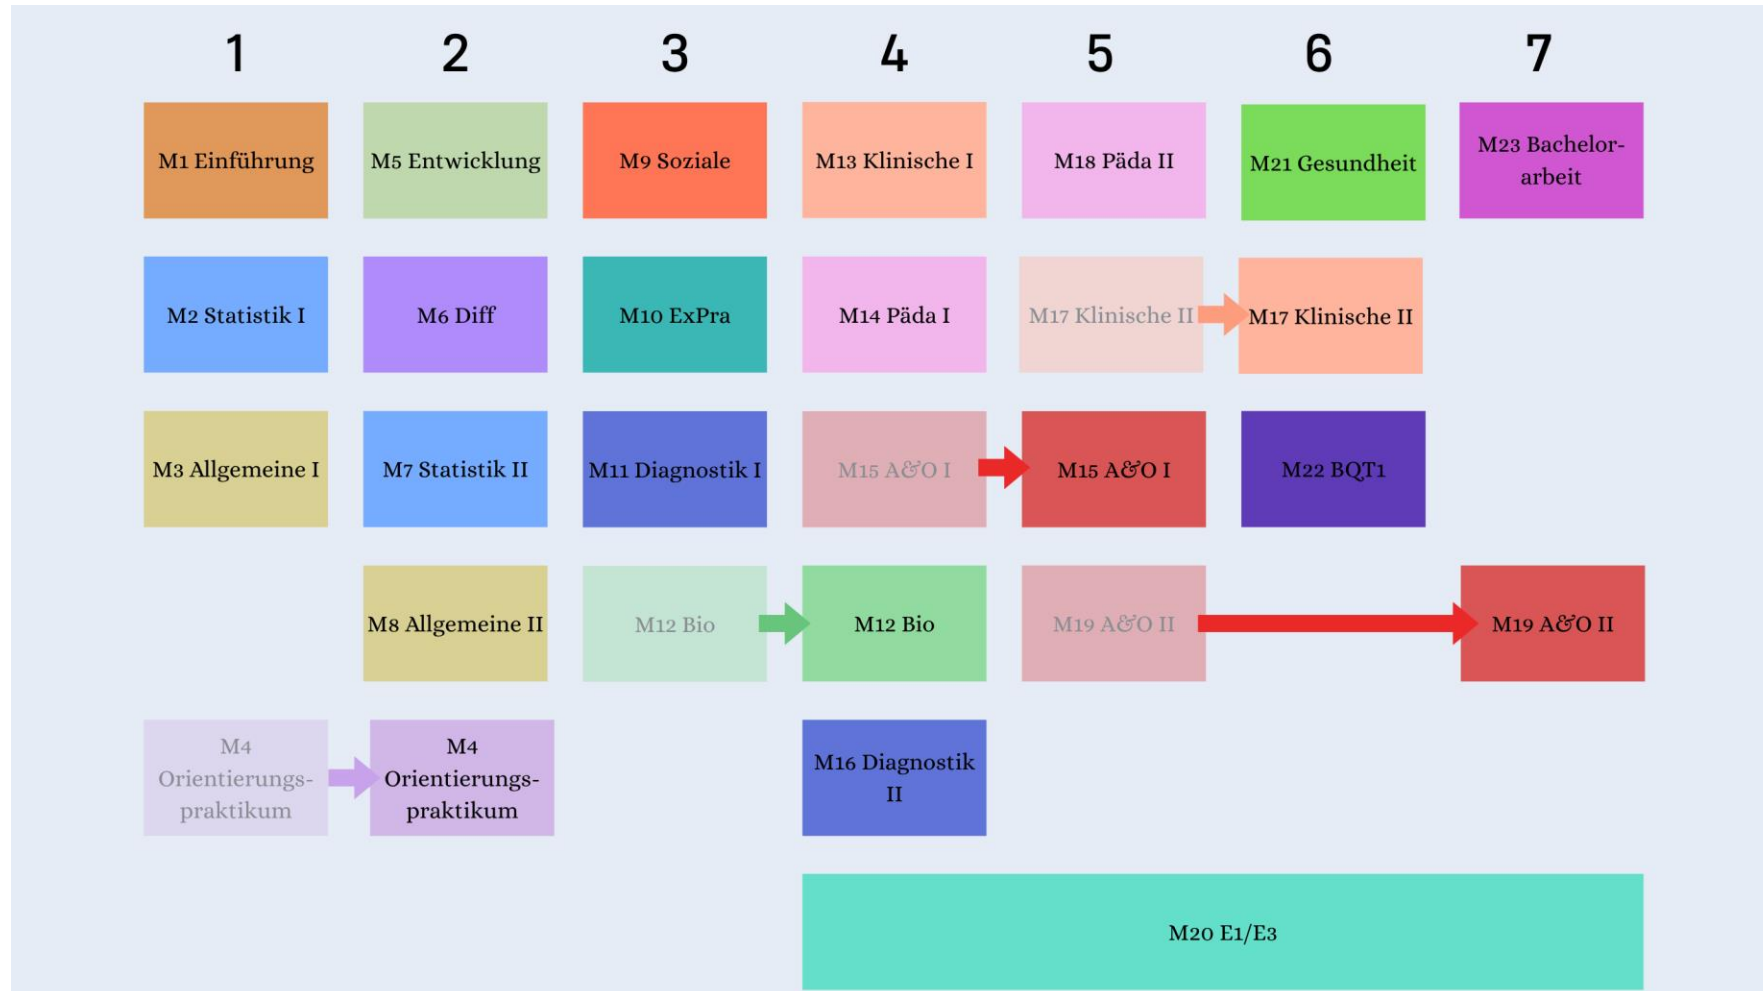 1 2 3 4 5 6 7
M1 Einführung
M5 Entwicklung
M9 Soziale
M13 Klinische I
M18 Päda II
M21 Gesundheit
M23 Bachelor-
arbeit
M2 Statistik I
M6 Diff
M10 ExPra
M14 Päda I
M17 Klinische II
M17 Klinische II
M3 Allgemeine I
M7 Statistik II
M11 Diagnostik I
M15 A&O I
M15 A&O I
M22 BQT1
M8 Allgemeine II
M12 Bio
M12 Bio
M19 A&O II
M19 A&O II
M4
Orientierungs-
praktikum
M4
Orientierungs-
praktikum
M16 Diagnostik
II
M20 E1/E3